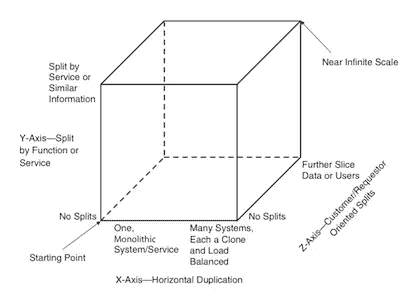 Near Infinite Scale
Split by
Service or
Similar
Information
Y-Axis—Split
by Function or
Service
Further Slice
Data or Users
Z-Axis—Customer/Requestor
Oriented Splits
No Splits
No Splits
One,
Monolithic
System/Service
Many Systems,
Each a Clone
and Load
Balanced
Starting Point
X-Axis—Horizontal Duplication